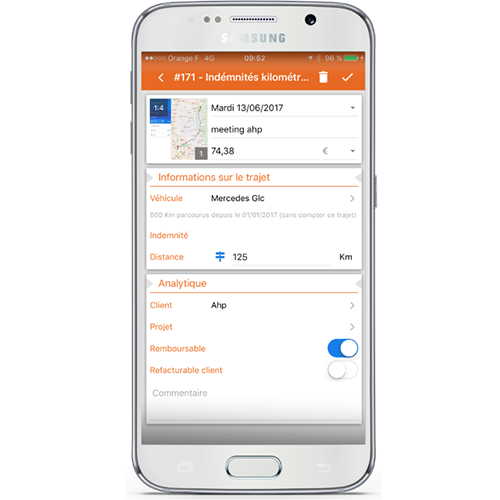 SAMSUNG
Orange F 4G 09:52 96 %
#171 - Indémnités kilométr...
1:4
Mardi 13/06/2017
meeting ahp
1
74,38 €
Informations sur le trajet
Véhicule Mercedes Glc
600 Km parcourus depuis le 01/01/2017 (sans compter ce trajet)
Indemnité
Distance 125 Km
Analytique
Client Ahp
Projet
Remboursable
Refacturable client
Commentaire